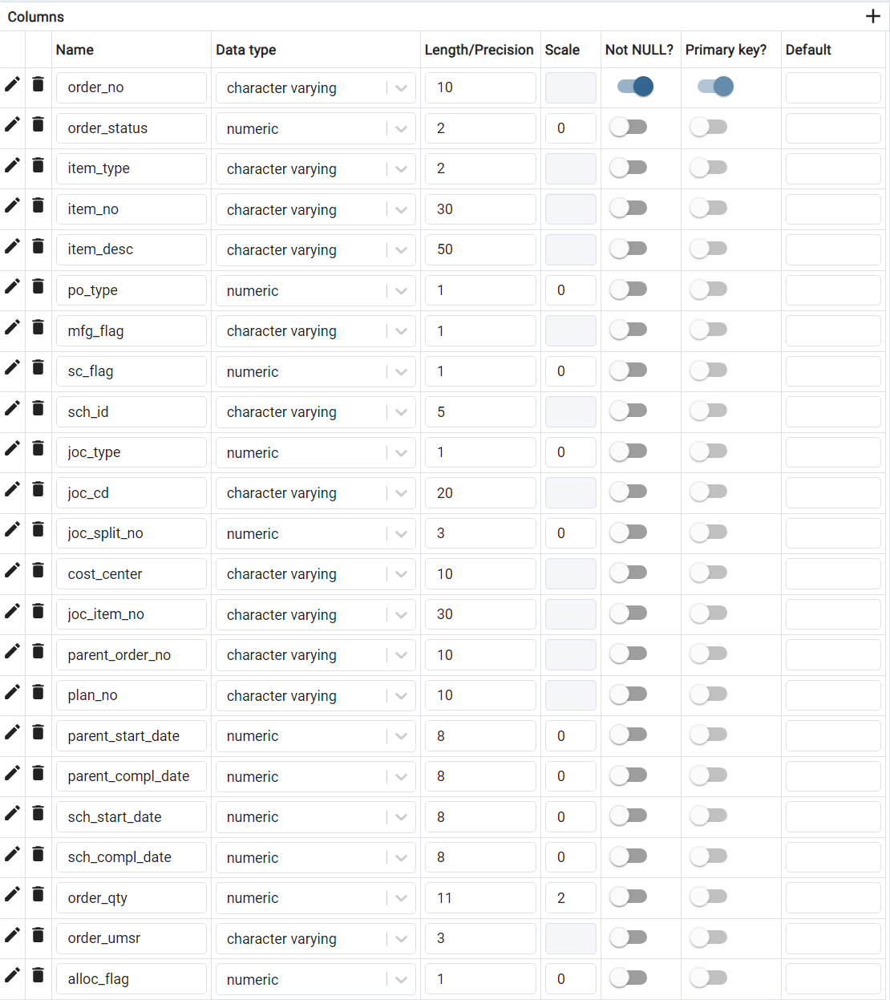 Columns
Name Data type Length/Precision Scale Not NULL? Primary key? Default
order_no character varying 10
order_status numeric 2 0
item_type character varying 2
item_no character varying 30
item_desc character varying 50
po_type numeric 1 0
mfg_flag character varying 1
sc_flag numeric 1 0
sch_id character varying 5
joc_type numeric 1 0
joc_cd character varying 20
joc_split_no numeric 3 0
cost_center character varying 10
joc_item_no character varying 30
parent_order_no character varying 10
plan_no character varying 10
parent_start_date numeric 8 0
parent_compl_date numeric 8 0
sch_start_date numeric 8 0
sch_compl_date numeric 8 0
order_qty numeric 11 2
order_umsr character varying 3
alloc_flag numeric 1 0